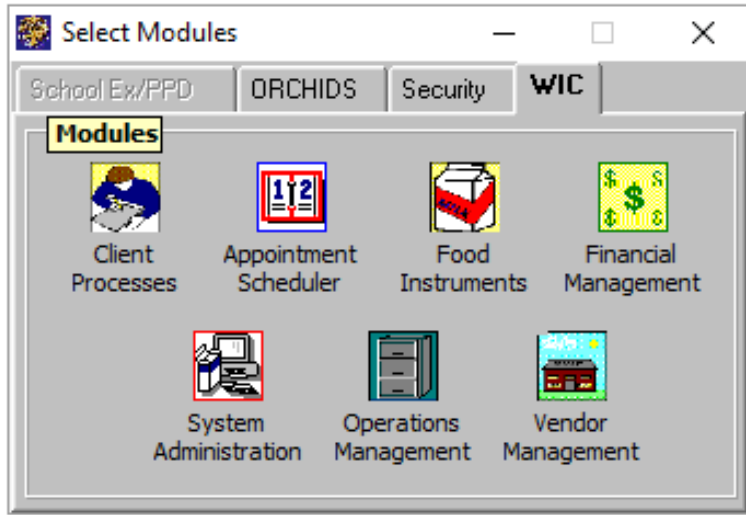 Select Modules
School Ex/PPD
ORCHIDS
Security
WIC
Modules
Client
Processes
Appointment
Scheduler
Food
Instruments
Financial
Management
System
Administration
Operations
Management
Vendor
Management